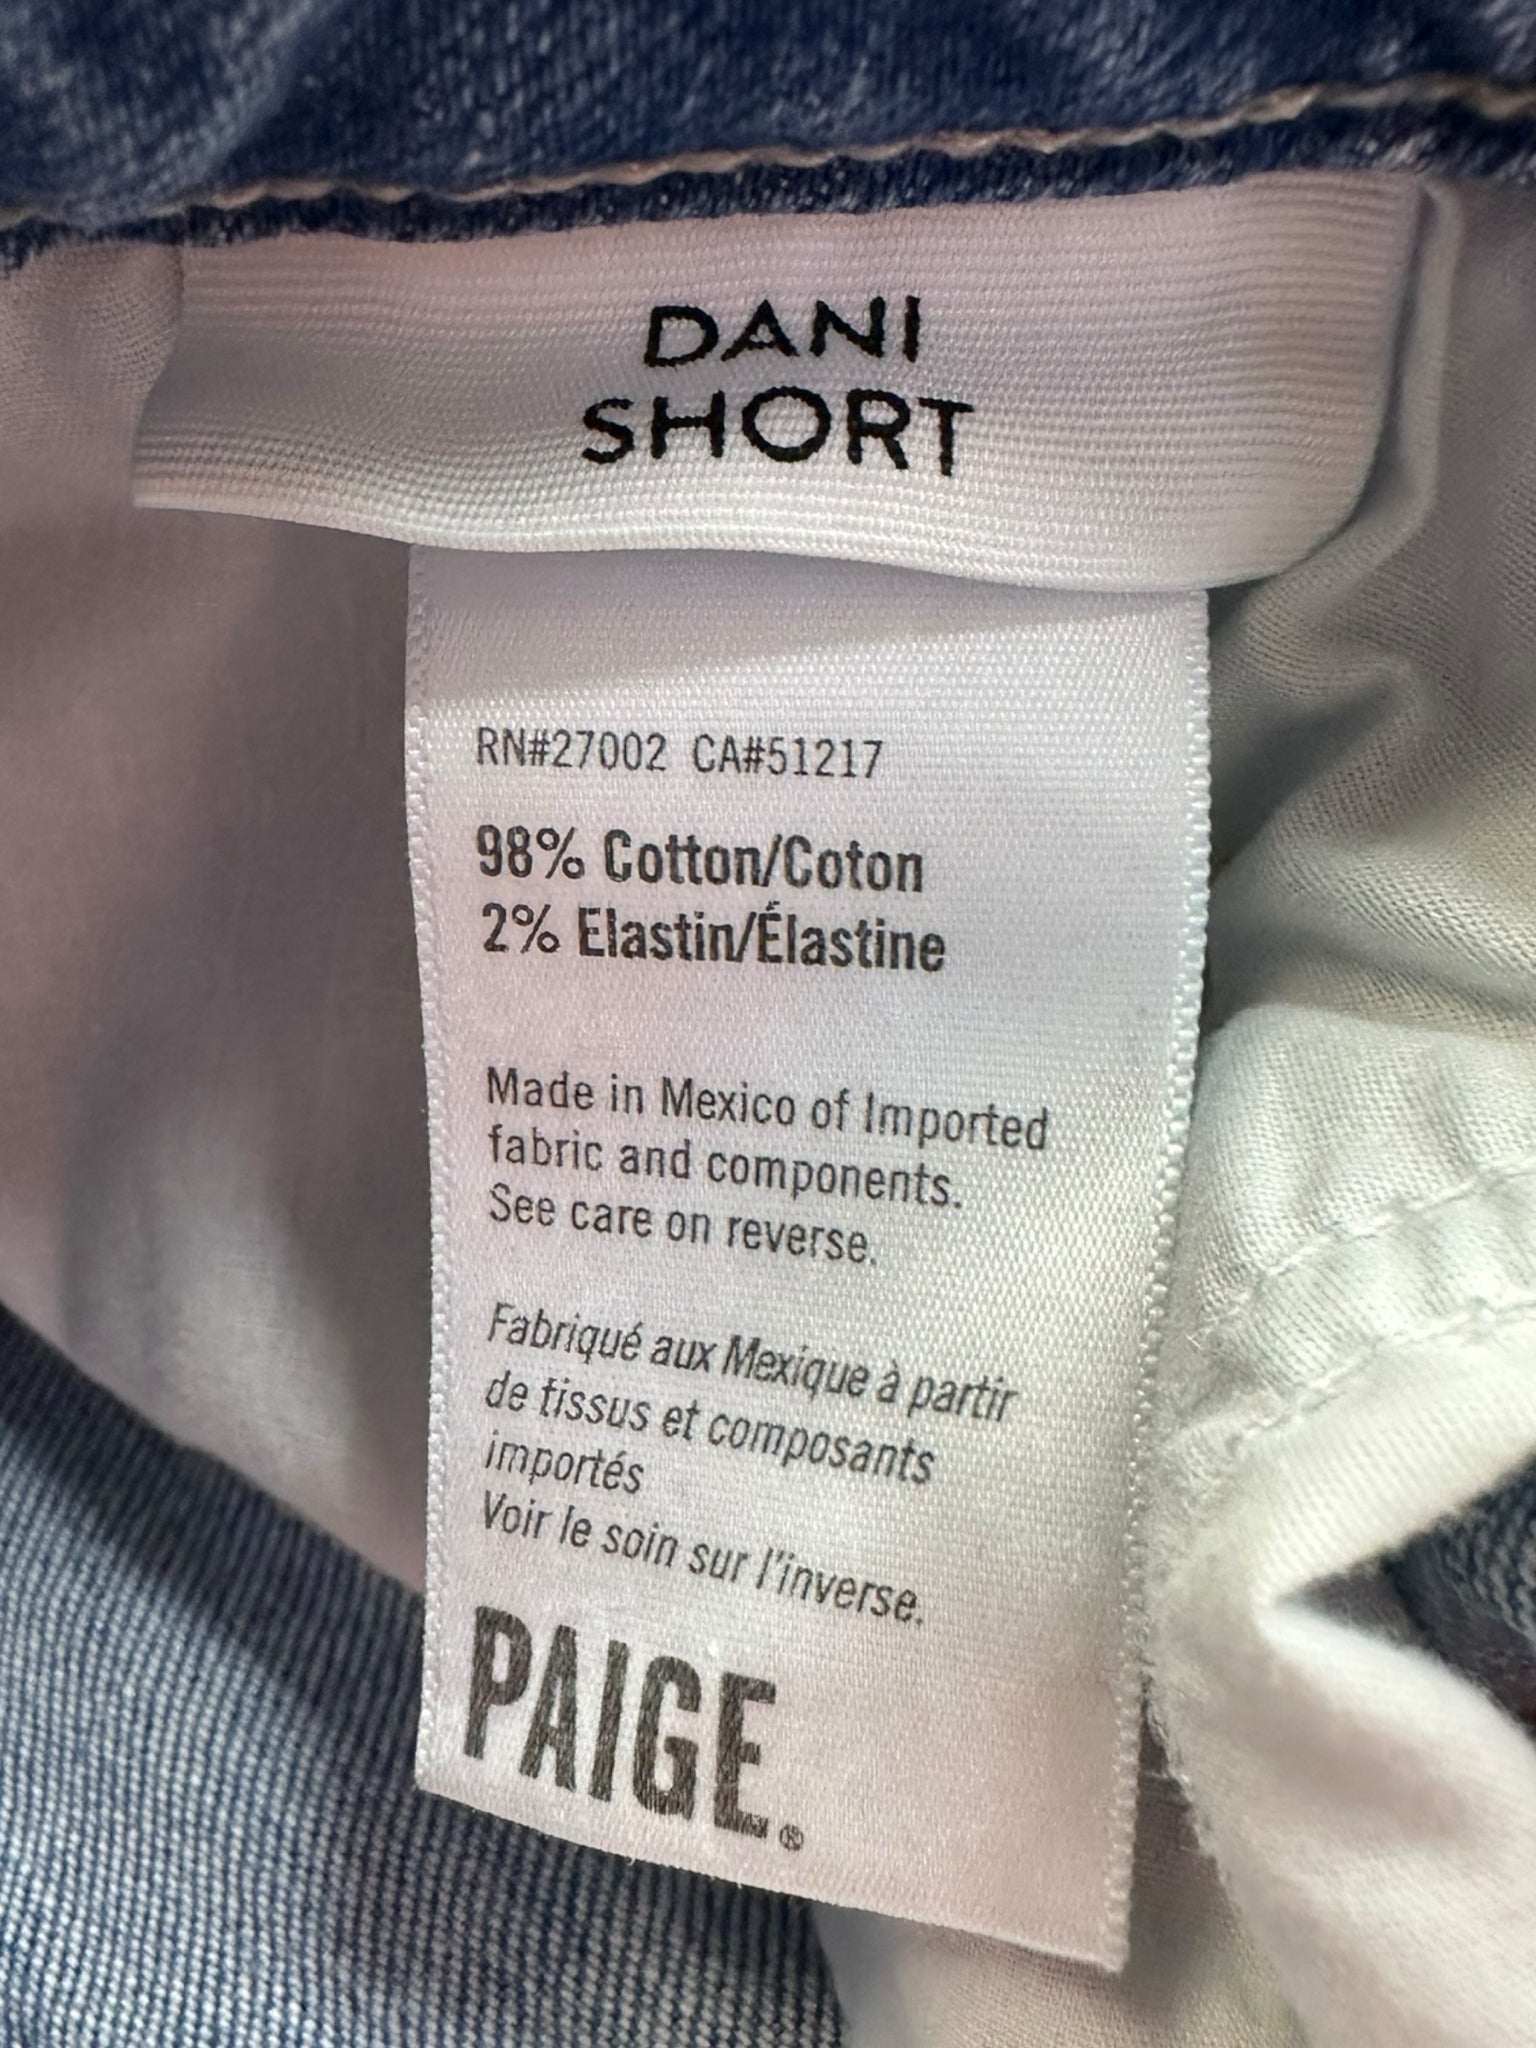 DANI
SHORT
RN#27002 CA#51217
98% Cotton/Coton
2% Elastin/Élastine
Made in Mexico of Imported
fabric and components.
See care on reverse.
Fabriqué aux Mexique à partir
de tissus et composants
importés
Voir le soin sur l'inverse.
PAIGE.®